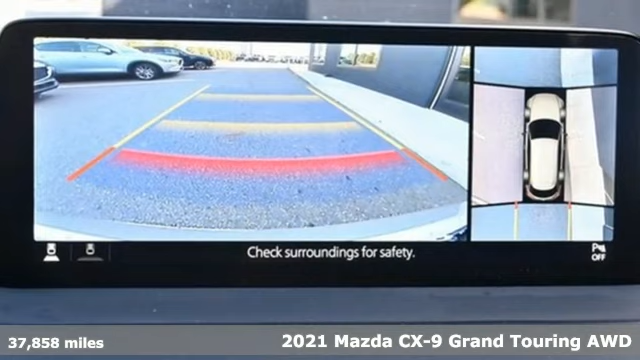 Check surroundings for safety.
P
OFF
37,858 miles
2021 Mazda CX-9 Grand Touring AWD